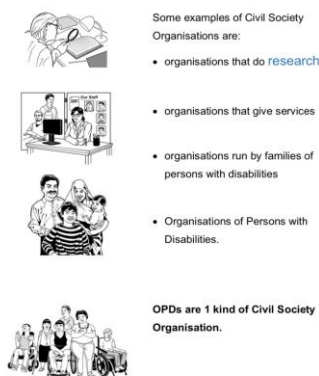 Some examples of Civil Society
Organisations are:
• organisations that do research
Our Staff
• organisations that give services
• organisations run by families of
persons with disabilities
• Organisations of Persons with
Disabilities.
OPDs are 1 kind of Civil Society
Organisation.